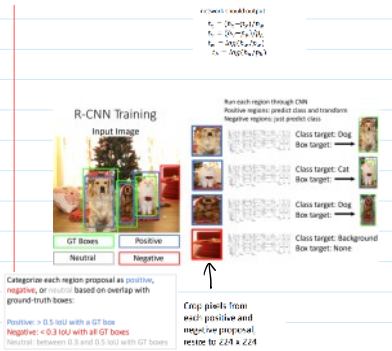 network should output
R-CNN Training
Input Image
GT Boxes
Positive
Neutral
Negative
Categorize each region proposal as positive,
negative, or neutral based on overlap with
ground-truth boxes:
Positive: > 0.5 IoU with a GT box
Negative: < 0.3 IoU with all GT boxes
Neutral: between 0.3 and 0.5 IoU with GT boxes
Run each region through CNN
Positive regions: predict class and transform
Negative regions: just predict class
Class target: Dog
Box target:
Class target: Cat
Box target:
Class target: Dog
Box target:
Class target: Background
Box target: None
Crop pixels from
each positive and
negative proposal,
resize to 224 x 224